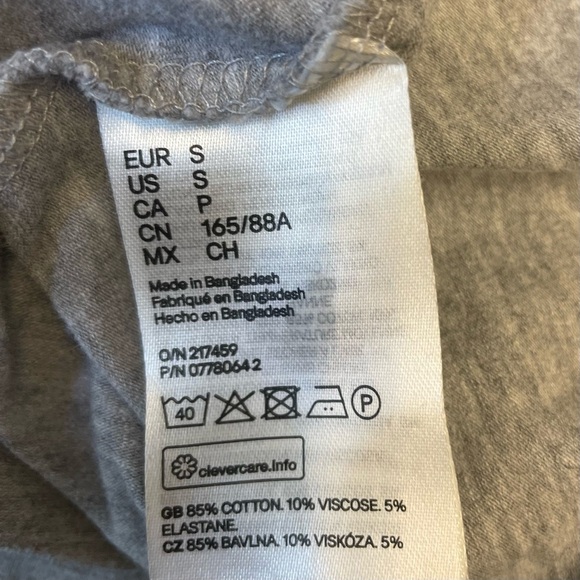 EUR S
US S
CA P
CN 165/88A
MX CH
Made in Bangladesh
Fabriqué en Bangladesh
Hecho en Bangladesh
O/N 217459
P/N 0778064 2
40
P
clevercare.info
GB 85% COTTON. 10% VISCOSE. 5%
ELASTANE.
CZ 85% BAVLNA. 10% VISKÓZA. 5%